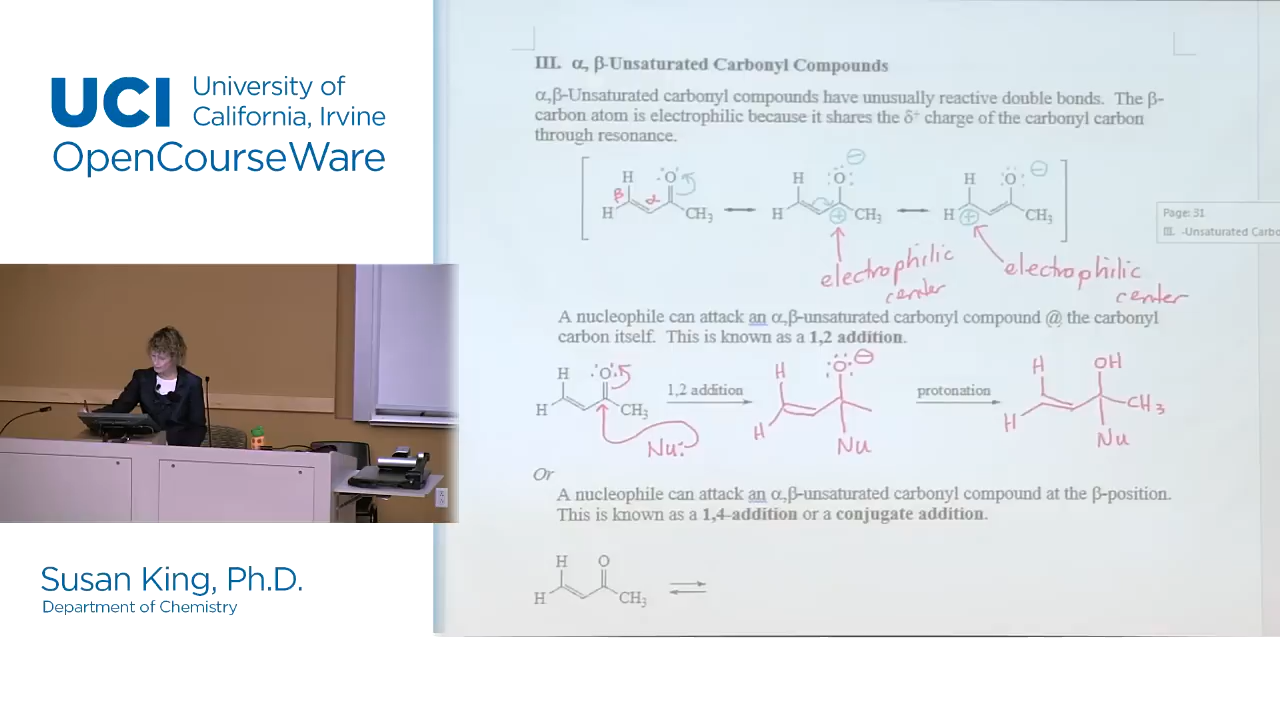 UCI University of
California, Irvine
OpenCourseWare
III. α, β-Unsaturated Carbonyl Compounds
α,β-Unsaturated carbonyl compounds have unusually reactive double bonds. The β-
carbon atom is electrophilic because it shares the δ⁺ charge of the carbonyl carbon
through resonance.
H :O: H :O: ⊖ H :O: ⊖
β α
H CH₃ H ⊕ CH₃ H ⊕ CH₃
Page: 31
III. -Unsaturated Carbo
electrophilic
center
electrophilic
center
A nucleophile can attack an α,β-unsaturated carbonyl compound @ the carbonyl
carbon itself. This is known as a 1,2 addition.
H :O: H :O: ⊖ H OH
1,2 addition
protonation
H CH₃ H H CH₃
Nu: Nu Nu
Or
A nucleophile can attack an α,β-unsaturated carbonyl compound at the β-position.
This is known as a 1,4-addition or a conjugate addition.
H O
H CH₃
Susan King, Ph.D.
Department of Chemistry